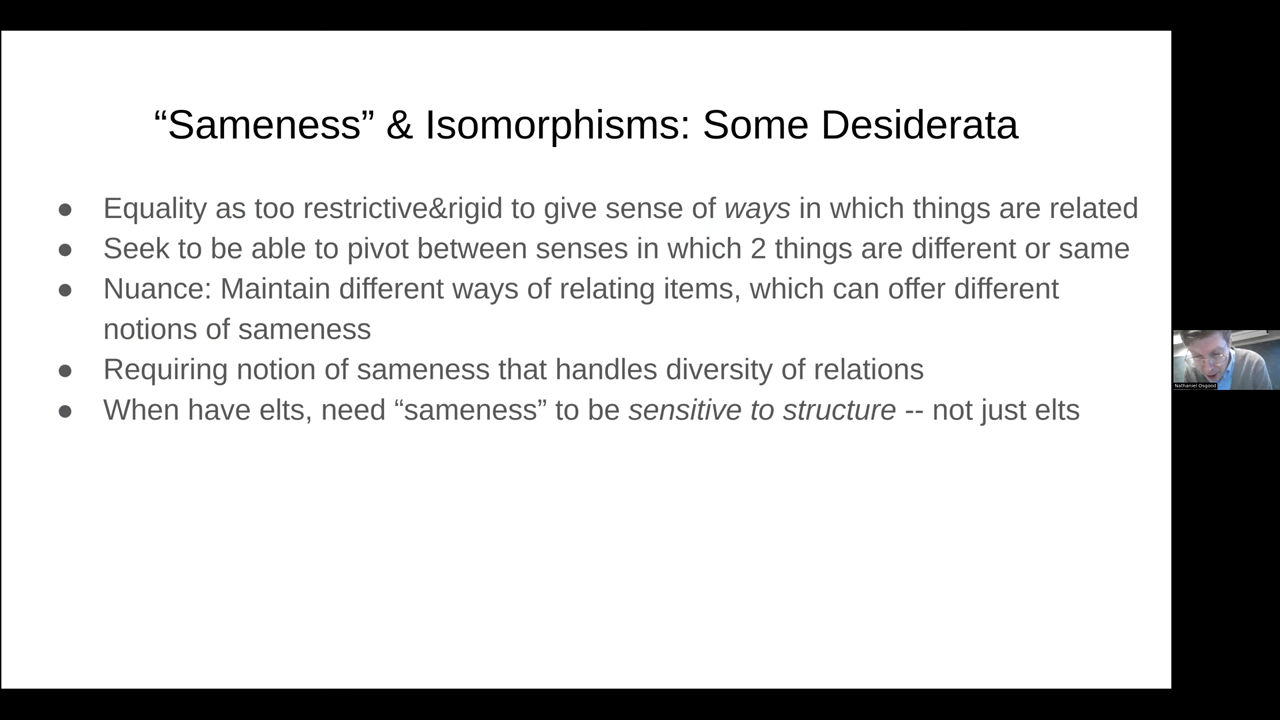 “Sameness” & Isomorphisms: Some Desiderata
● Equality as too restrictive&rigid to give sense of ways in which things are related
● Seek to be able to pivot between senses in which 2 things are different or same
● Nuance: Maintain different ways of relating items, which can offer different
notions of sameness
● Requiring notion of sameness that handles diversity of relations
● When have elts, need “sameness” to be sensitive to structure -- not just elts
Nathaniel Osgood